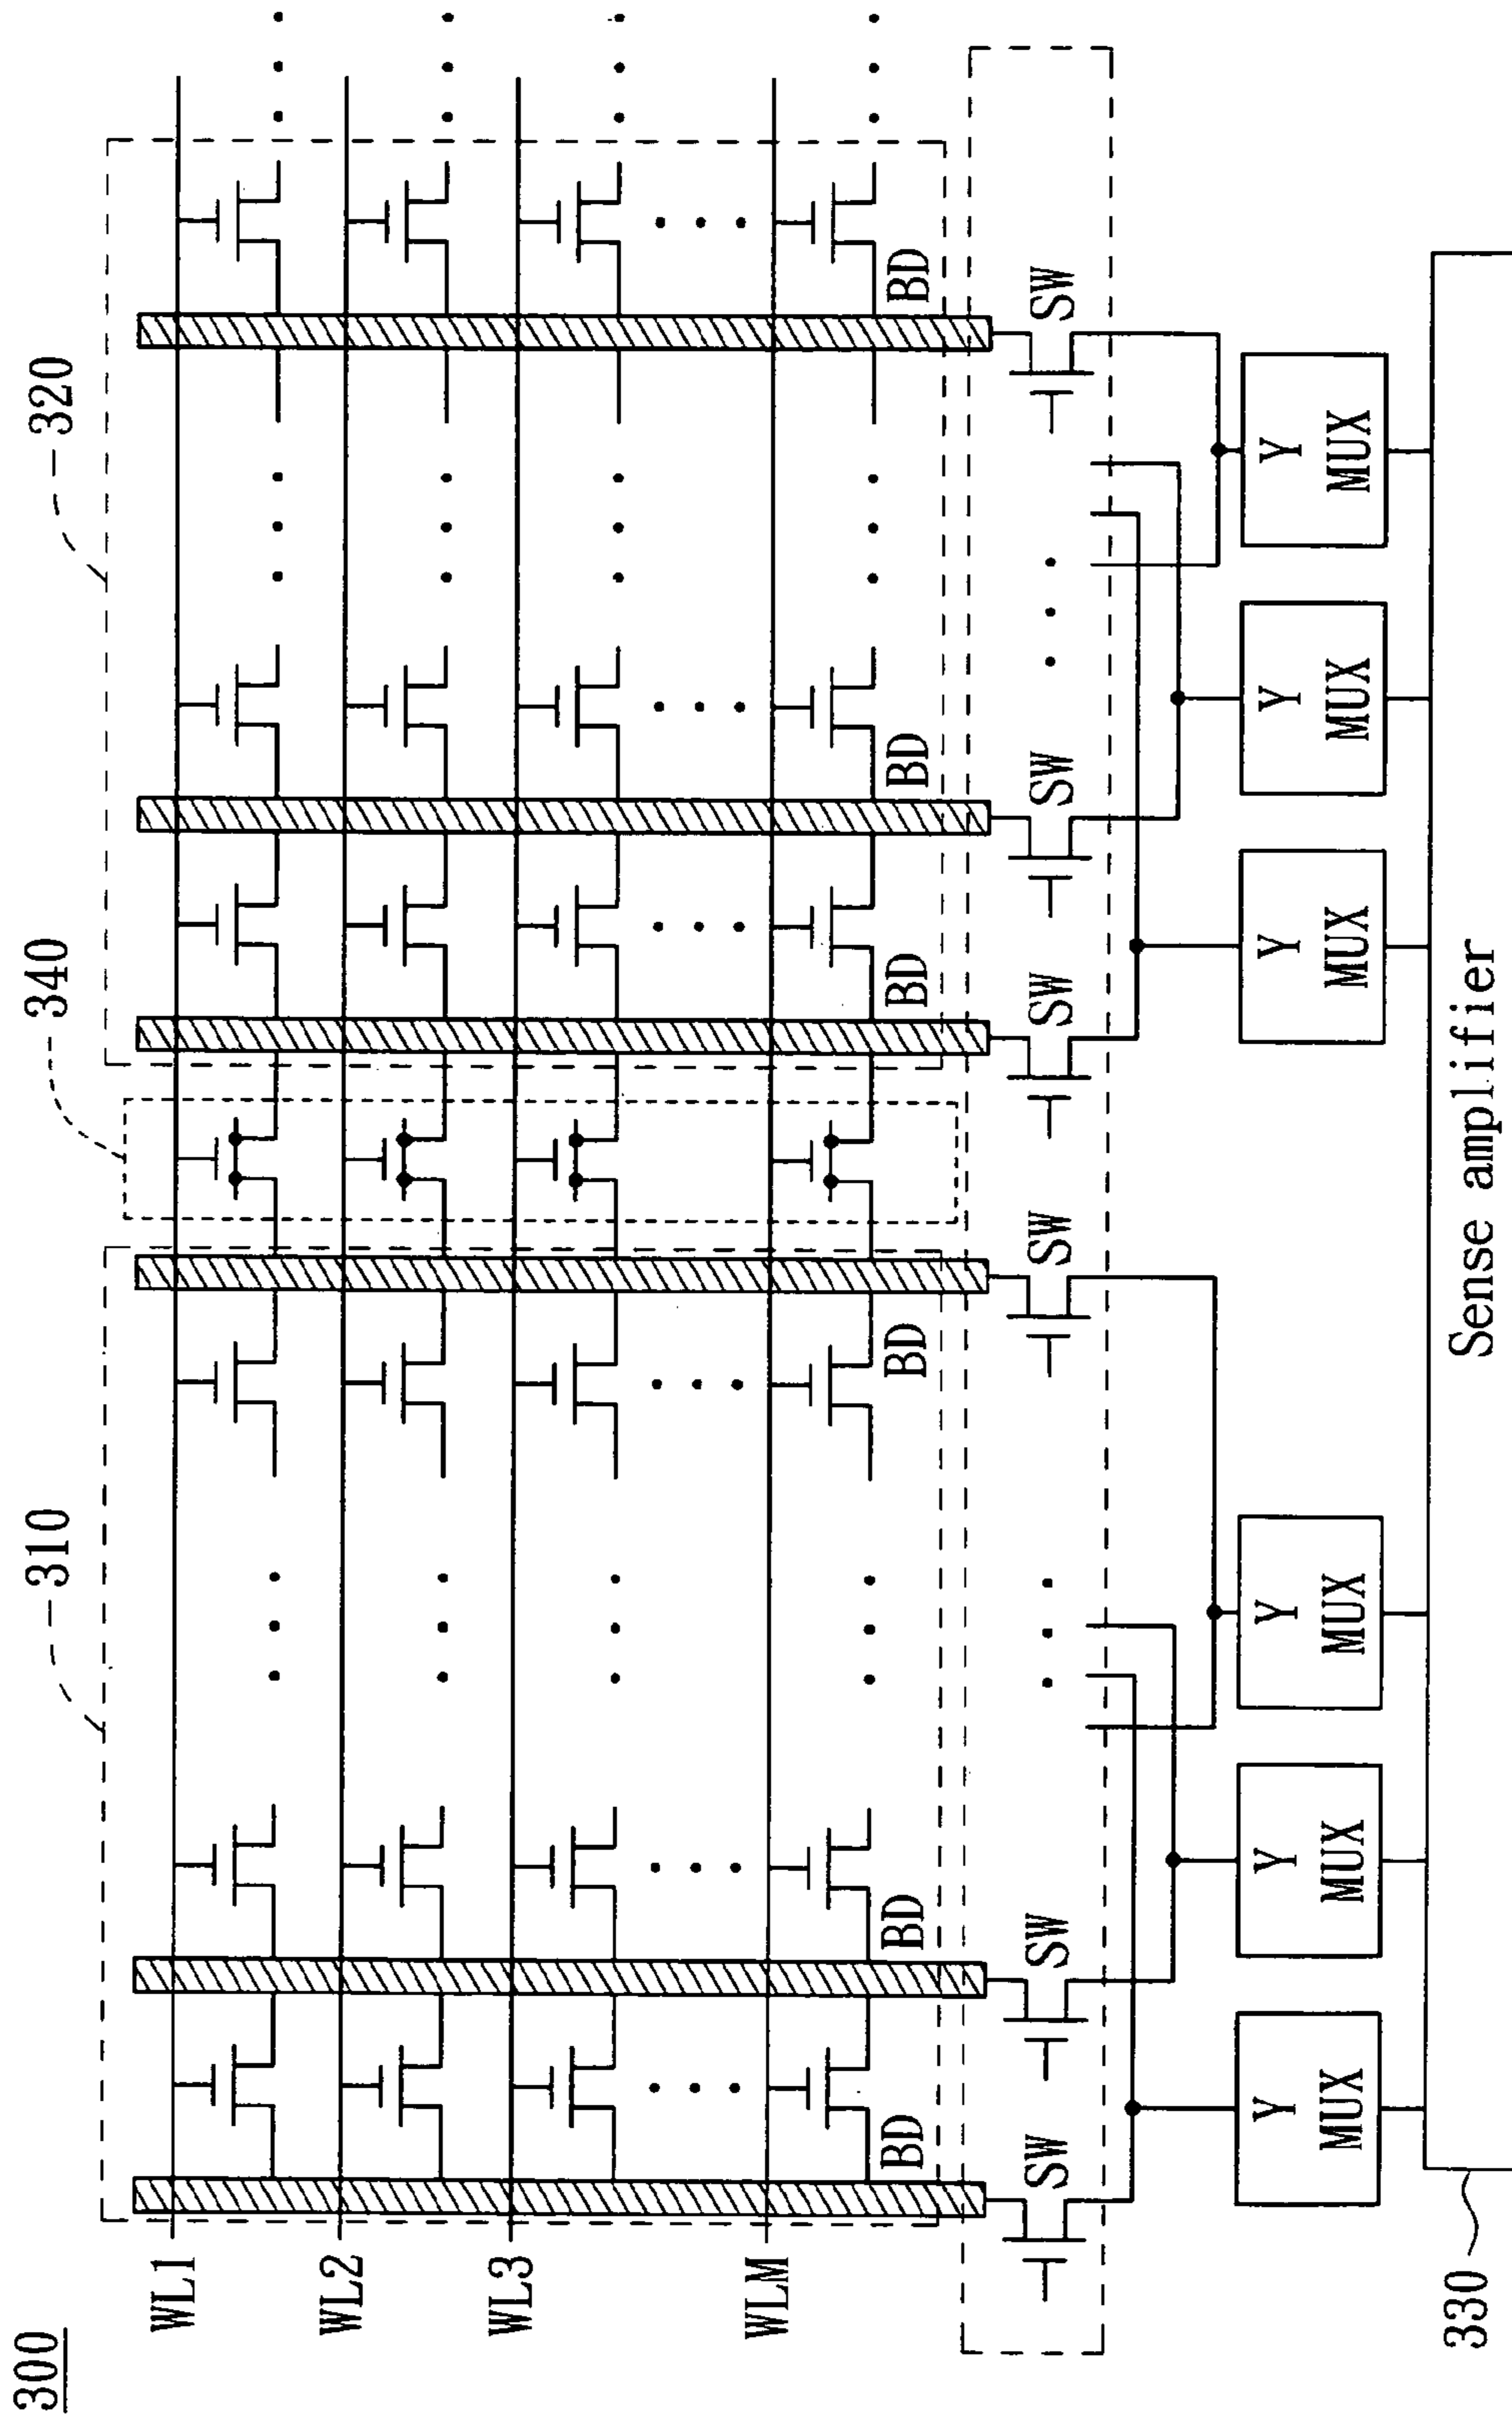 300
310
340
320
WL1
WL2
WL3
WLM
BD
BD
BD
BD
BD
BD
SW
SW
SW
SW
SW
SW
Y
MUX
Y
MUX
Y
MUX
Y
MUX
Y
MUX
Y
MUX
330
Sense amplifier